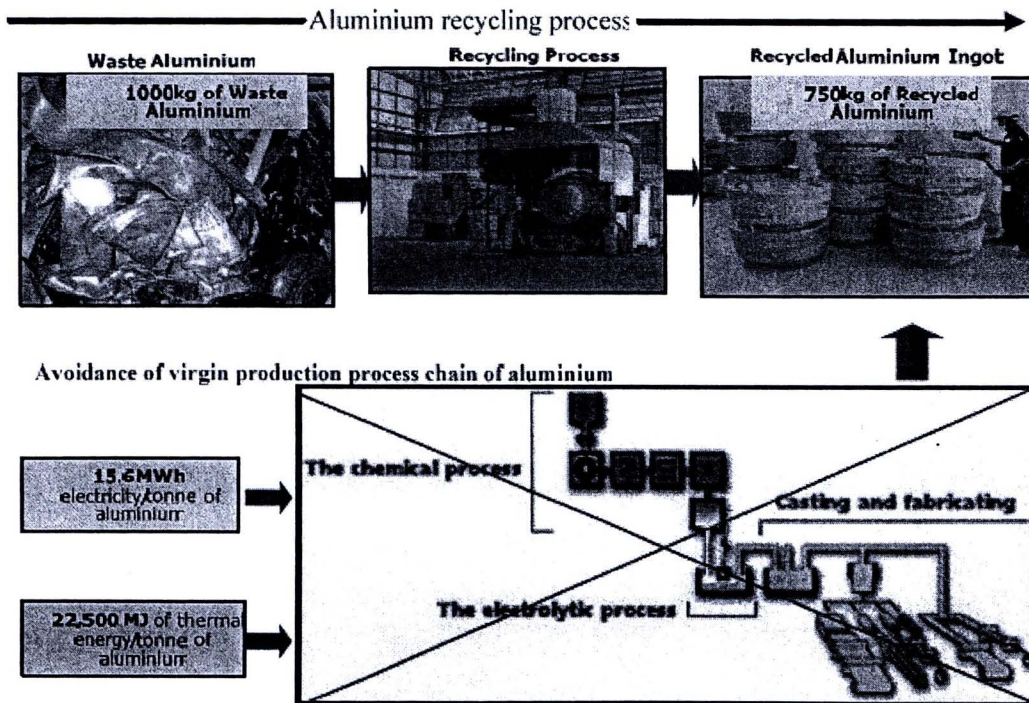 Aluminium recycling process
Waste Aluminium
1000kg of Waste
Aluminium
Recycling Process
Recycled Aluminium Ingot
750kg of Recycled
Aluminium
Avoidance of virgin production process chain of aluminium
15.6MWh
electricity/tonne of
aluminium
22,500 MJ of thermal
energy/tonne of
aluminium
The chemical process
Casting and fabricating
The electrolytic process